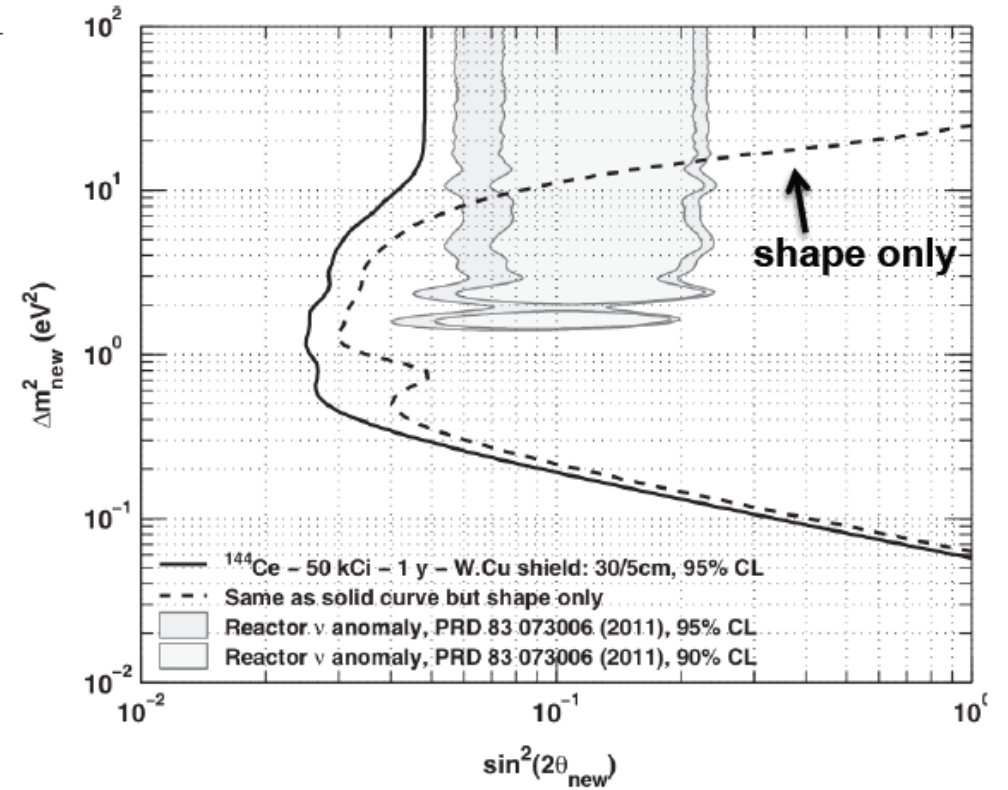 10²
10¹
10⁰
10⁻¹
10⁻²
Δm²new (eV²)
shape only
¹⁴⁴Ce – 50 kCi – 1 y – W.Cu shield: 30/5cm, 95% CL
Same as solid curve but shape only
Reactor ν anomaly, PRD 83 073006 (2011), 95% CL
Reactor ν anomaly, PRD 83 073006 (2011), 90% CL
10⁻² 10⁻¹ 10⁰
sin²(2θnew)